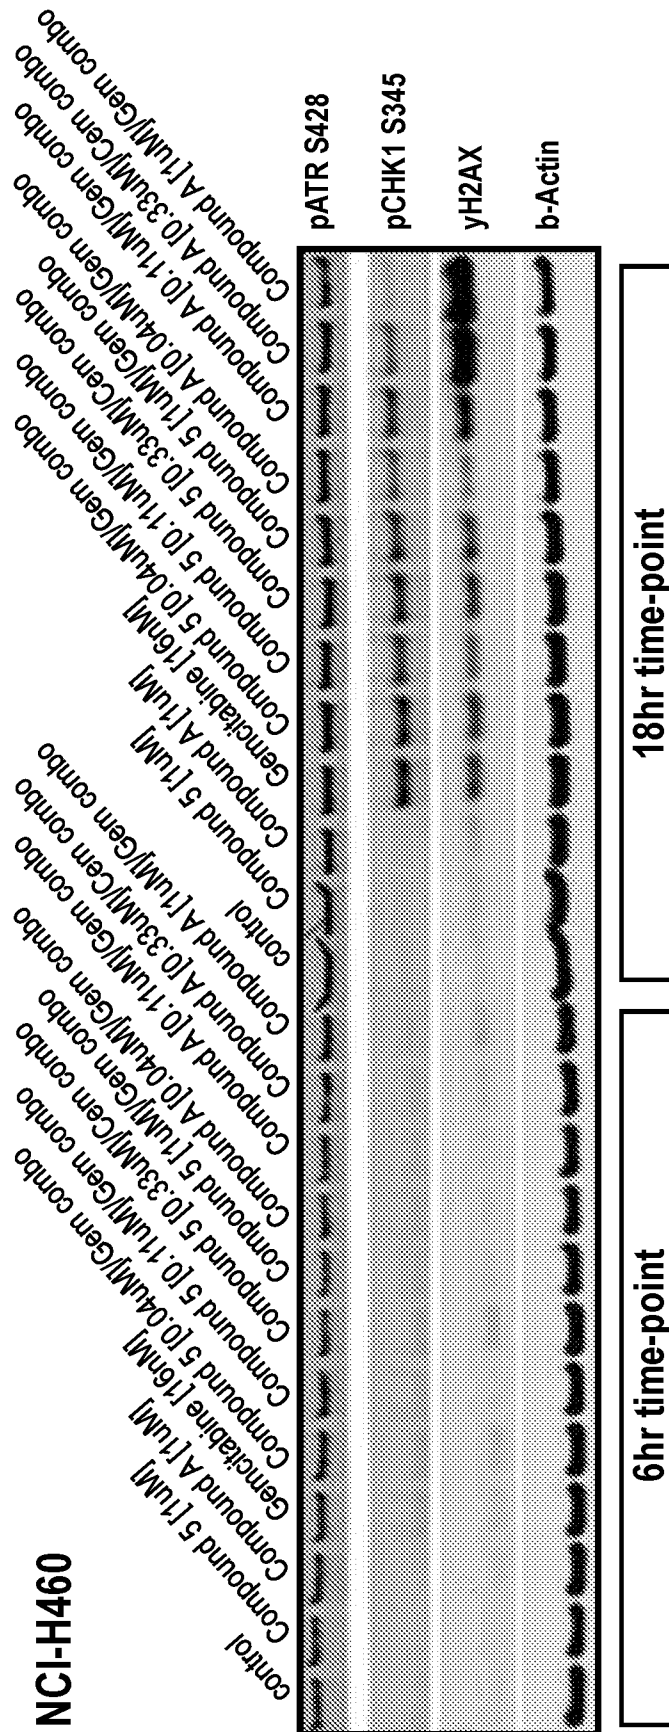 NCI-H460
control
Compound 5 [1uM]
Compound A [1uM]
Gemcitabine [16nM]
Compound 5 [0.04uM]/Gem combo
Compound 5 [0.11uM]/Gem combo
Compound 5 [0.33uM]/Cem combo
Compound 5 [1uM]/Gem combo
Compound A [0.04uM]/Gem combo
Compound A [0.11uM]/Gem combo
Compound A [0.33uM]/Cem combo
Compound A [1uM]/Gem combo
control
Compound 5 [1uM]
Compound A [1uM]
Gemcitabine [16nM]
Compound 5 [0.04uM]/Gem combo
Compound 5 [0.11uM]/Gem combo
Compound 5 [0.33uM]/Cem combo
Compound 5 [1uM]/Gem combo
Compound A [0.04uM]/Gem combo
Compound A [0.11uM]/Gem combo
Compound A [0.33uM]/Cem combo
Compound A [1uM]/Gem combo
pATR S428
pCHK1 S345
yH2AX
b-Actin
6hr time-point
18hr time-point